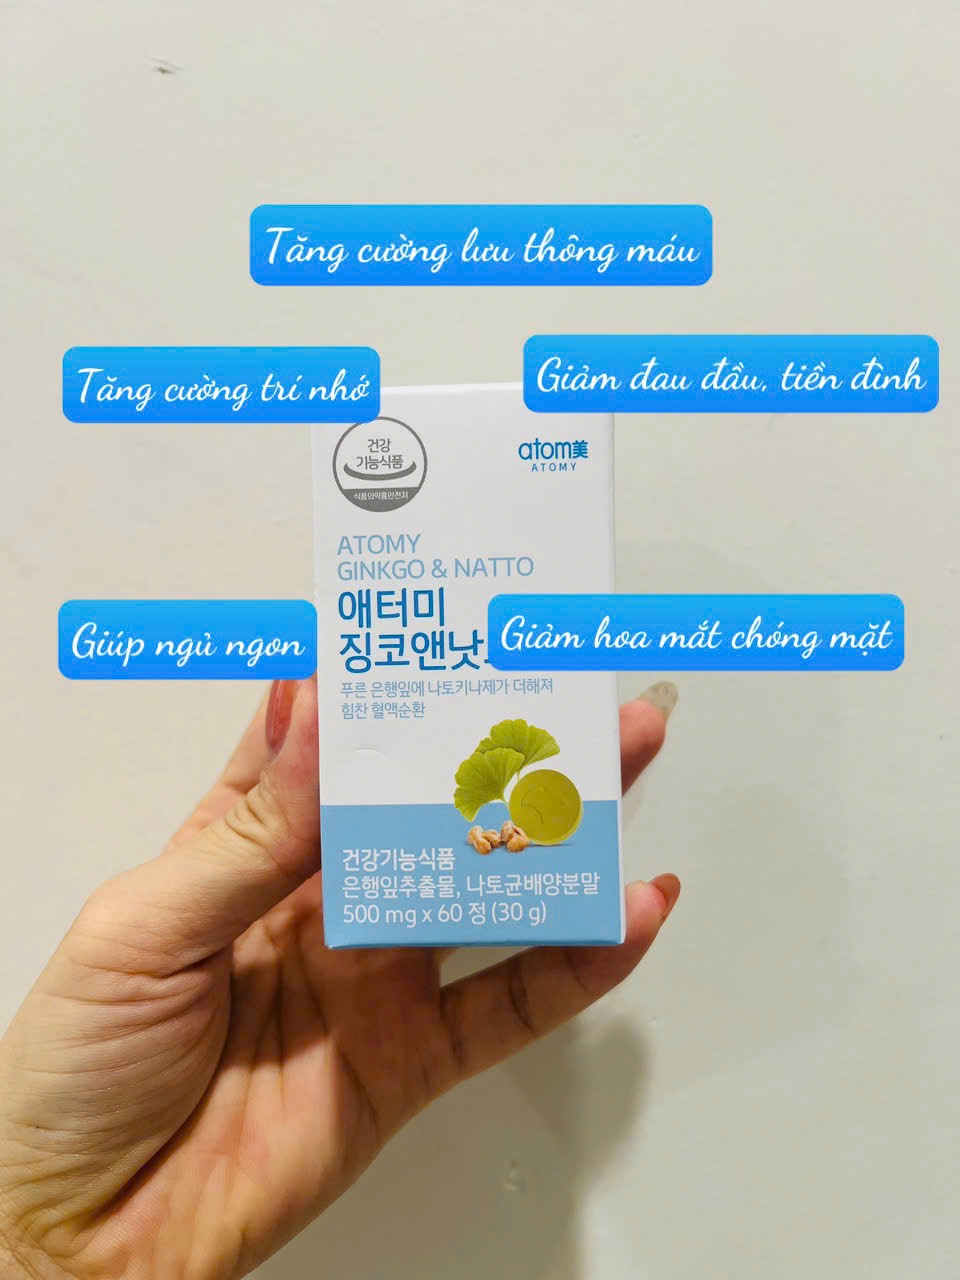 Tăng cường lưu thông máu
Tăng cường trí nhớ
Giảm đau đầu, tiền đình
건강
기능식품
식품의약품안전처
atom美
ATOMY
ATOMY
GINKGO & NATTO
애터미
징코앤낫
Giúp ngủ ngon
Giảm hoa mắt chóng mặt
푸른 은행잎에 나토키나제가 더해져
힘찬 혈액순환
건강기능식품
은행잎추출물, 나토균배양분말
500 mg x 60 정 (30 g)